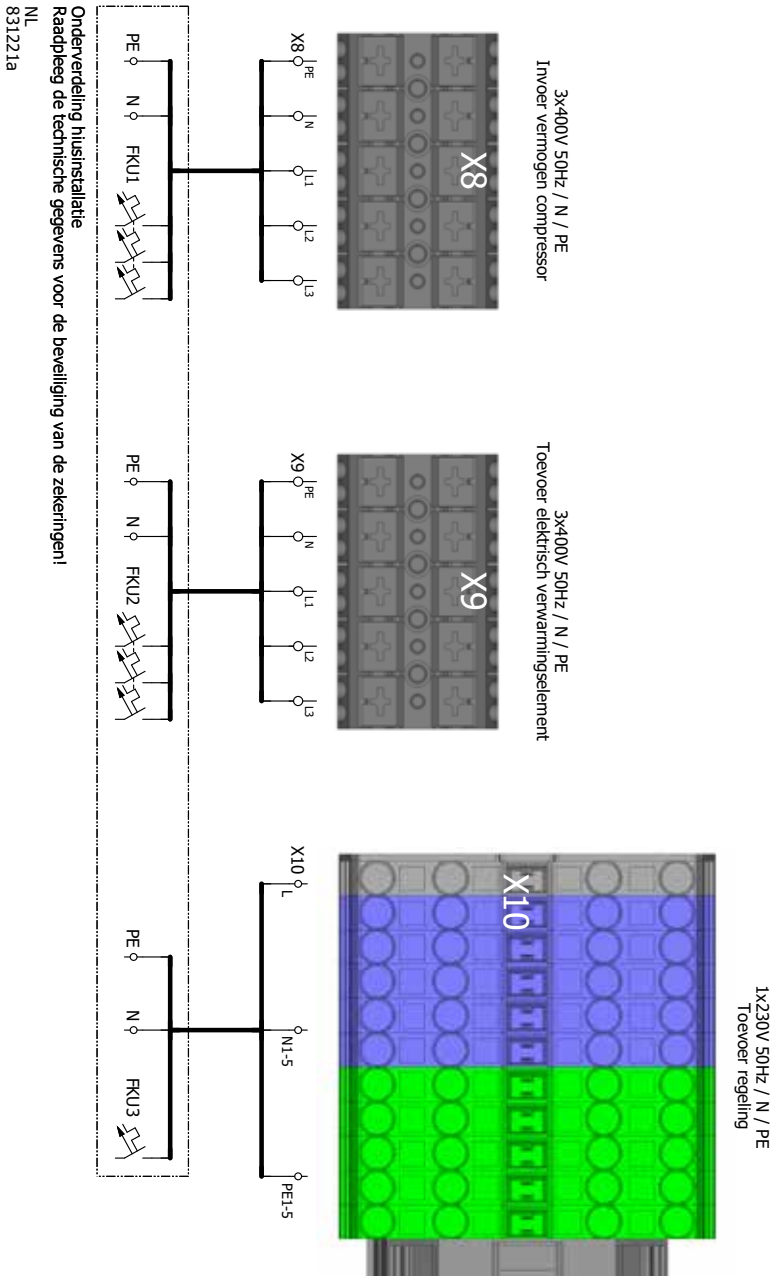 3x400V 50Hz / N / PE
Invoer vermogen compressor
X8
X8
PE
N
L1
L2
L3
PE
N
FKU1
3x400V 50Hz / N / PE
Toevoer elektrisch verwarmingselement
X9
X9
PE
N
L1
L2
L3
PE
N
FKU2
1x230V 50Hz / N / PE
Toevoer regeling
X10
X10
L
N1-5
PE1-5
PE
N
FKU3
Onderverdeling hiusinstallatie
Raadpleeg de technische gegevens voor de beveiliging van de zekeringen!
NL
831221a